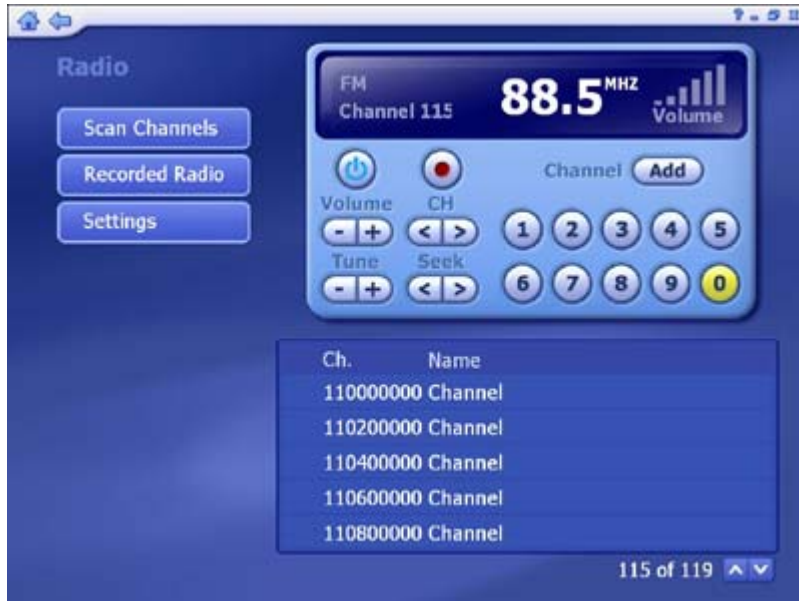 Radio
Scan Channels
Recorded Radio
Settings
FM
Channel 115
88.5 MHZ
Volume
Channel Add
Volume CH
- + < >
Tune Seek
- + < >
1 2 3 4 5
6 7 8 9 0
Ch. Name
110000000 Channel
110200000 Channel
110400000 Channel
110600000 Channel
110800000 Channel
115 of 119